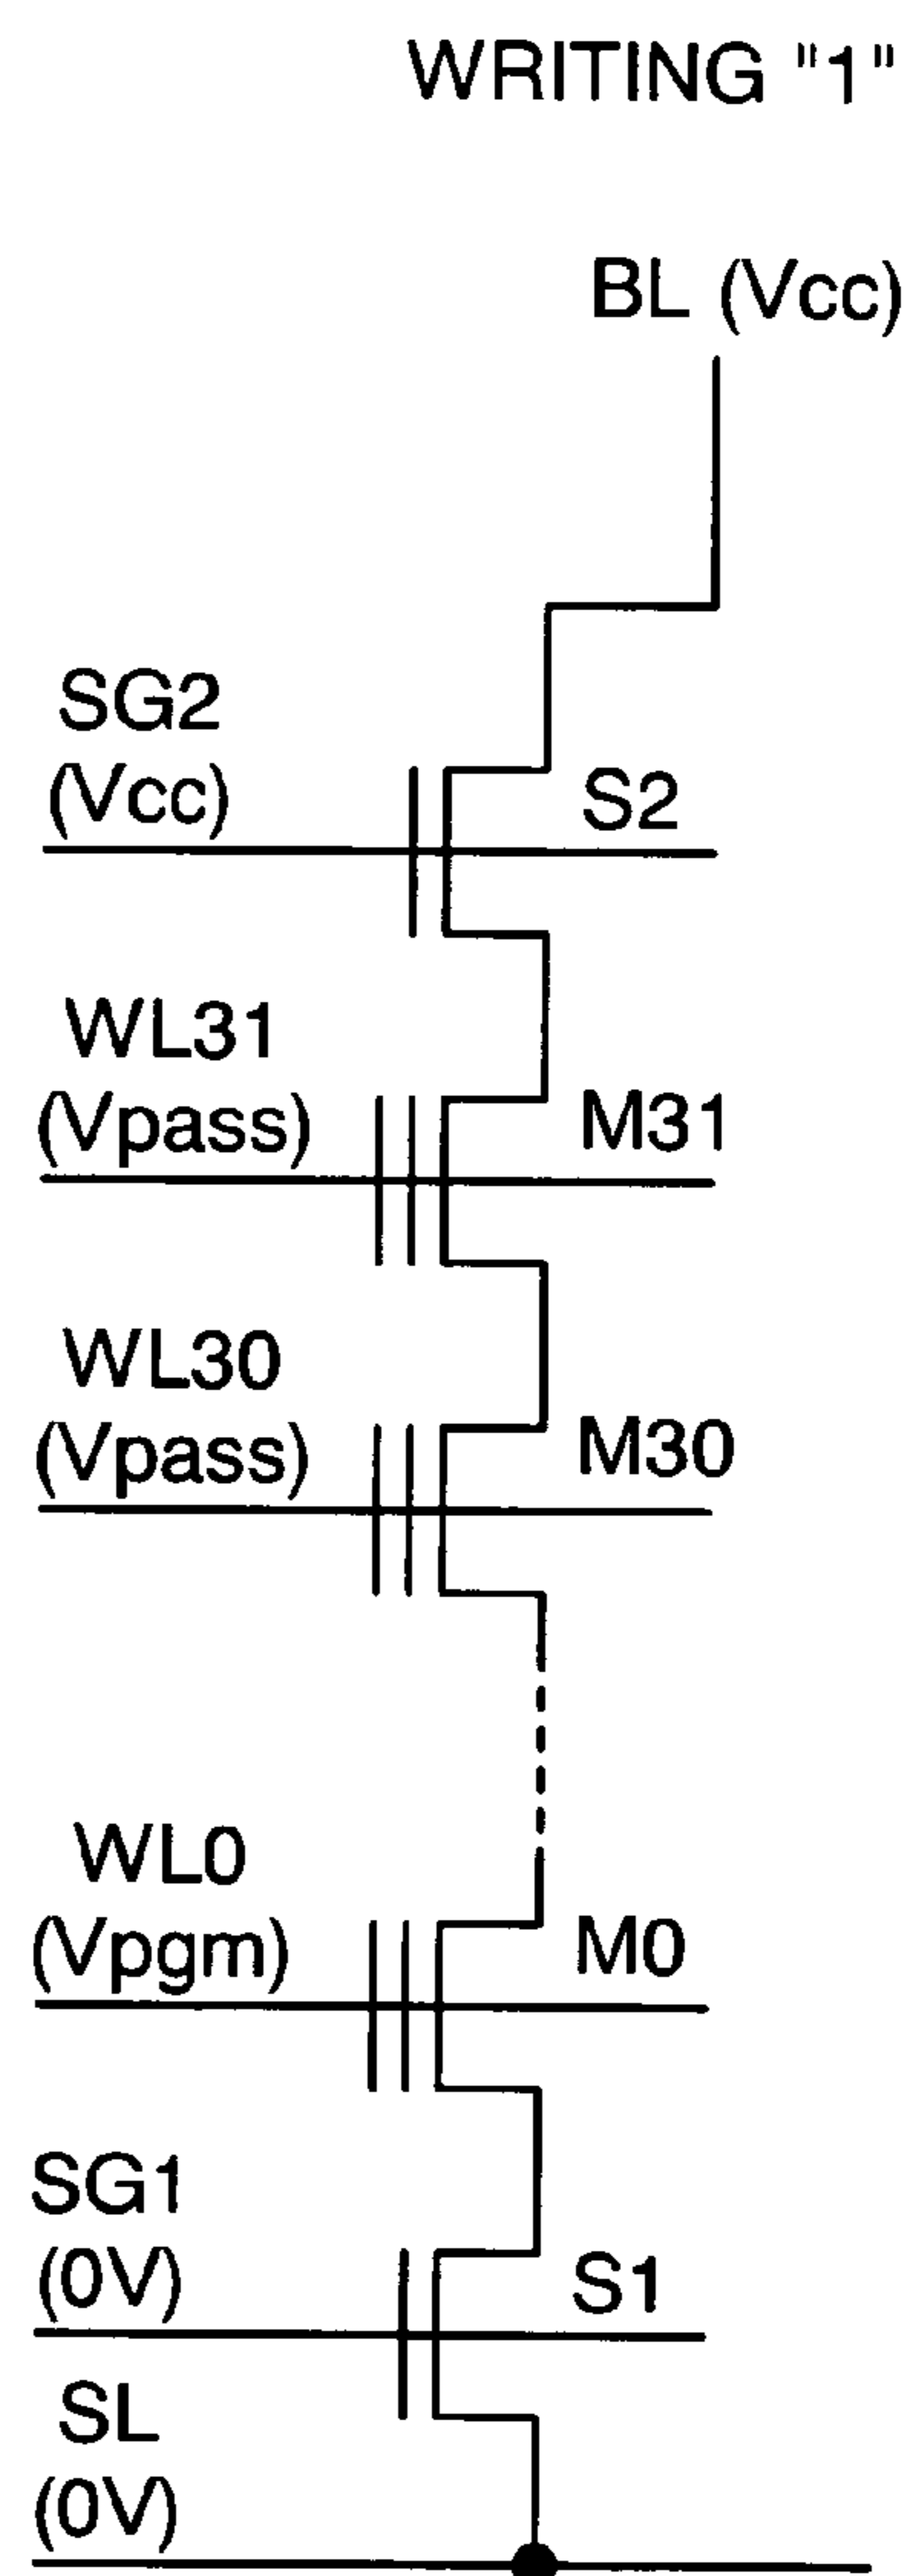 WRITING "1"
BL (Vcc)
SG2
(Vcc)
S2
WL31
(Vpass)
M31
WL30
(Vpass)
M30
WL0
(Vpgm)
M0
SG1
(0V)
S1
SL
(0V)